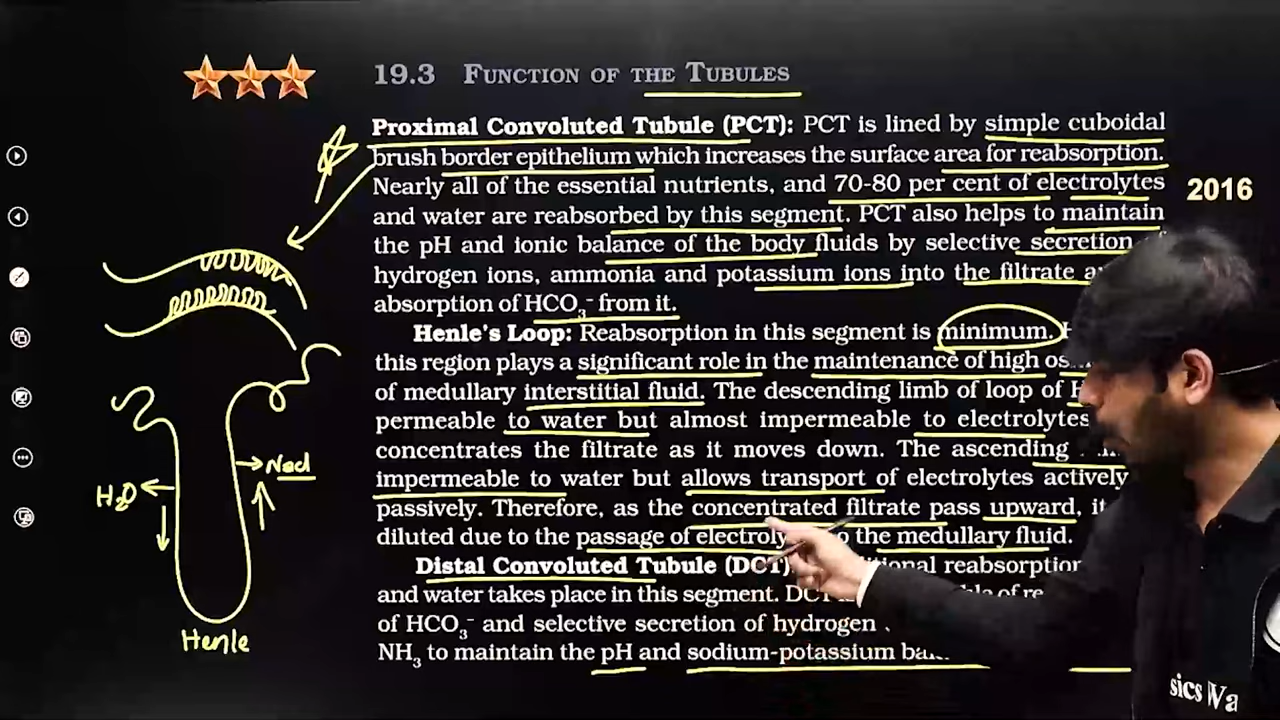 19.3 FUNCTION OF THE TUBULES
Proximal Convoluted Tubule (PCT): PCT is lined by simple cuboidal
brush border epithelium which increases the surface area for reabsorption.
Nearly all of the essential nutrients, and 70-80 per cent of electrolytes
2016
and water are reabsorbed by this segment. PCT also helps to maintain
the pH and ionic balance of the body fluids by selective secretion
hydrogen ions, ammonia and potassium ions into the filtrate
absorption of HCO₃⁻ from it.
Henle's Loop: Reabsorption in this segment is minimum.
this region plays a significant role in the maintenance of high
of medullary interstitial fluid. The descending limb of loop of
permeable to water but almost impermeable to electrolytes
concentrates the filtrate as it moves down. The ascending
impermeable to water but allows transport of electrolytes actively
passively. Therefore, as the concentrated filtrate pass upward, it
diluted due to the passage of the medullary fluid.
Distal Convoluted Tubule (DCT) reabsorption
and water takes place in this segment. DCT of
of HCO₃⁻ and selective secretion of hydrogen
NH₃ to maintain the pH and sodium-potassium
H₂O
Nacl
Henle
sics Wa